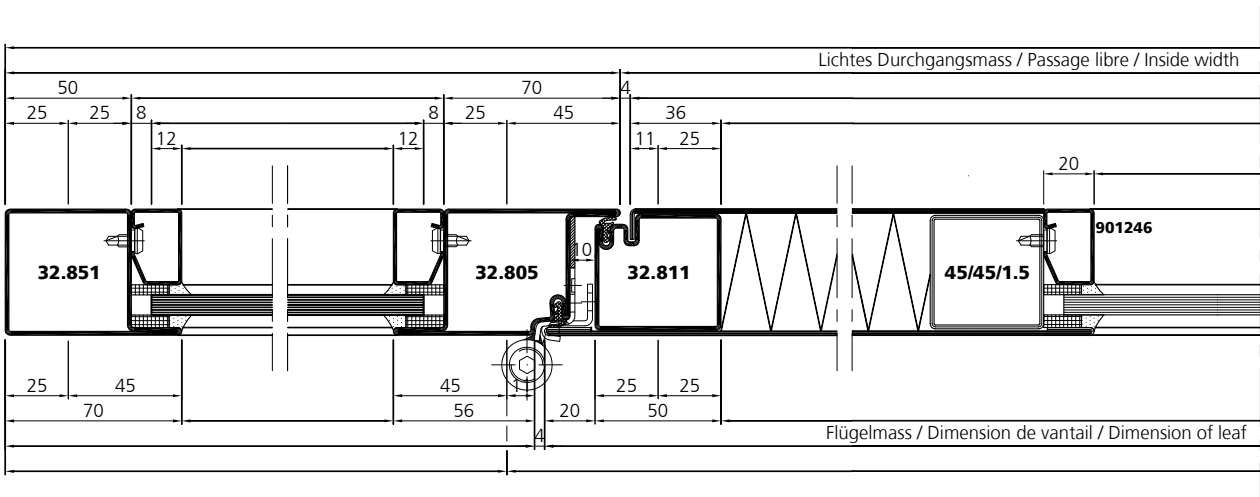 Lichtes Durchgangsmass / Passage libre / Inside width
50 70 4
25 25 8 8 25 45 36
12 12 11 25
20
901246
10
32.851 32.805 32.811 45/45/1.5
25 45 45 25 25
70 56 20 50
4 Flügelmass / Dimension de vantail / Dimension of leaf